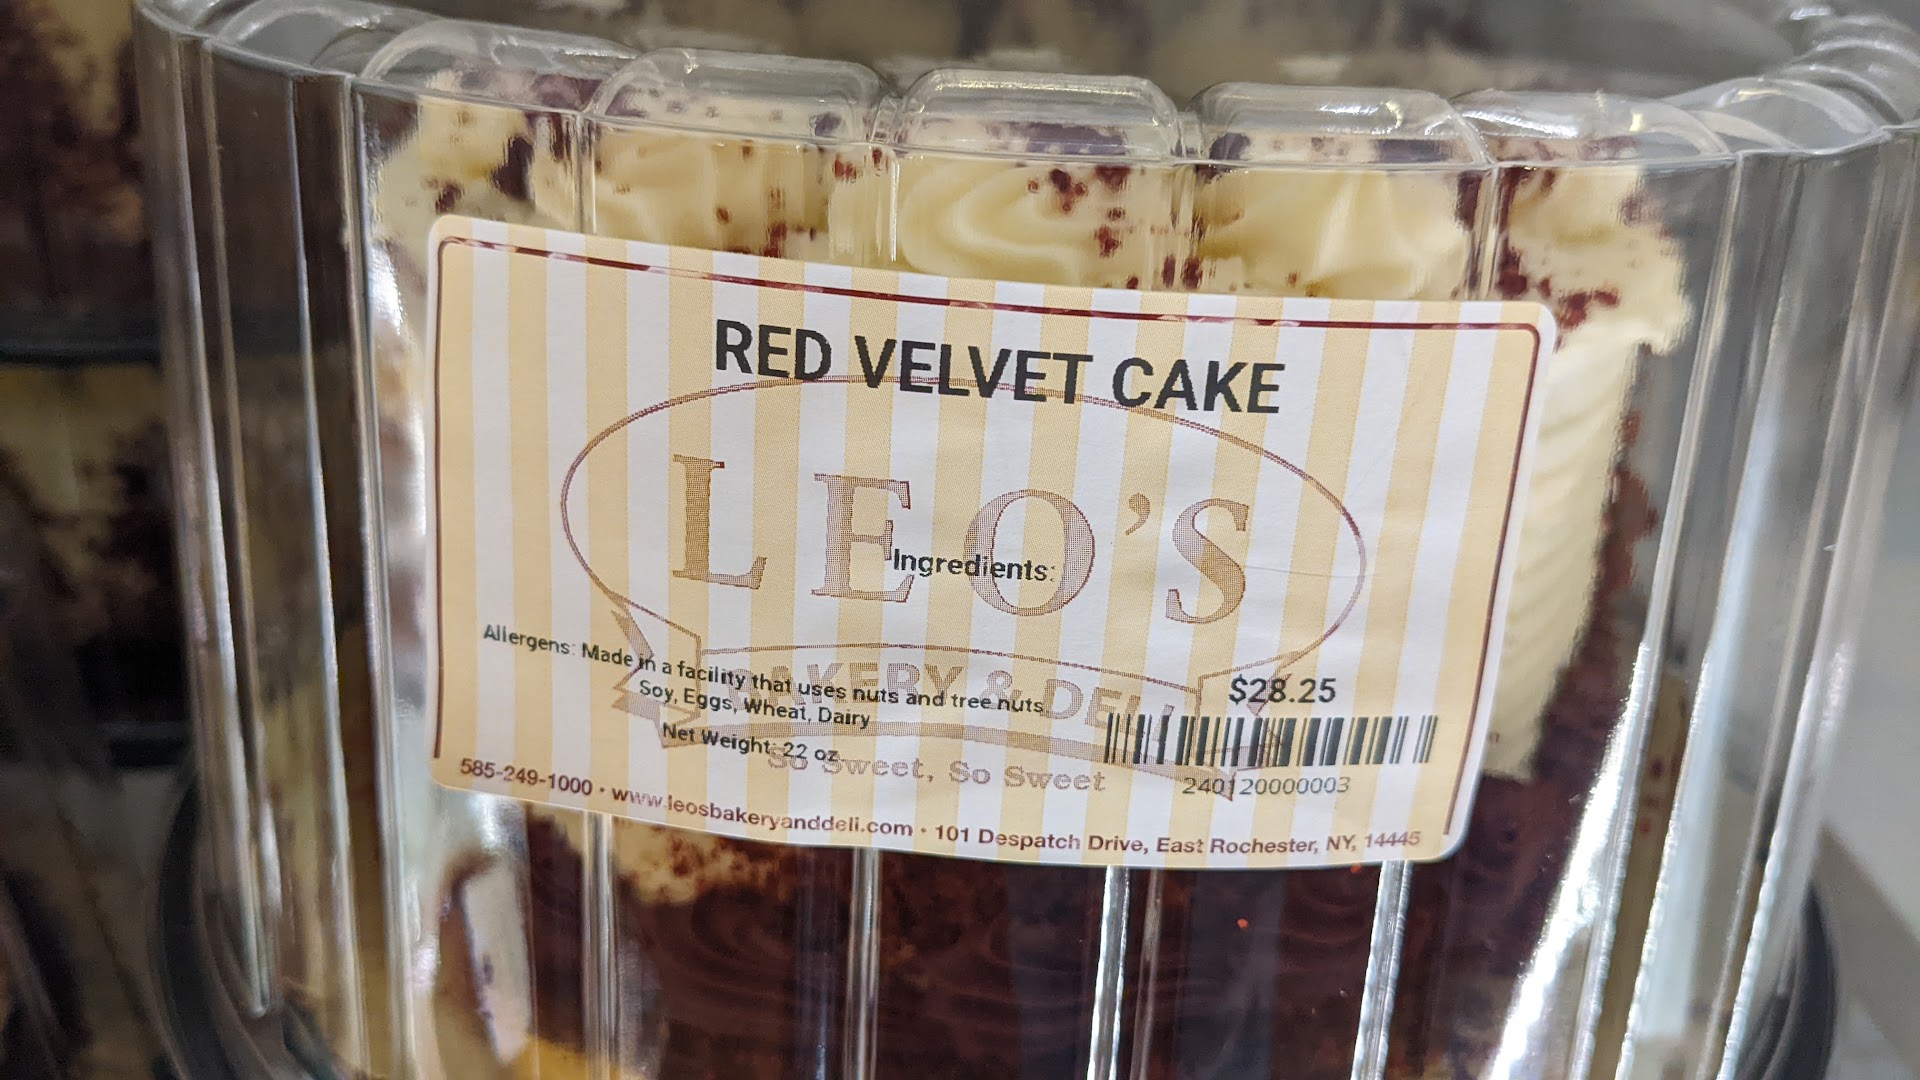 RED VELVET CAKE
LEO'S
Ingredients:
BAKERY & DELI
Allergens: Made in a facility that uses nuts and tree nuts.
Soy, Eggs, Wheat, Dairy
Net Weight: 22 oz
$28.25
So Sweet, So Sweet
240120000003
585-249-1000 • www.leosbakeryanddeli.com • 101 Despatch Drive, East Rochester, NY, 14445